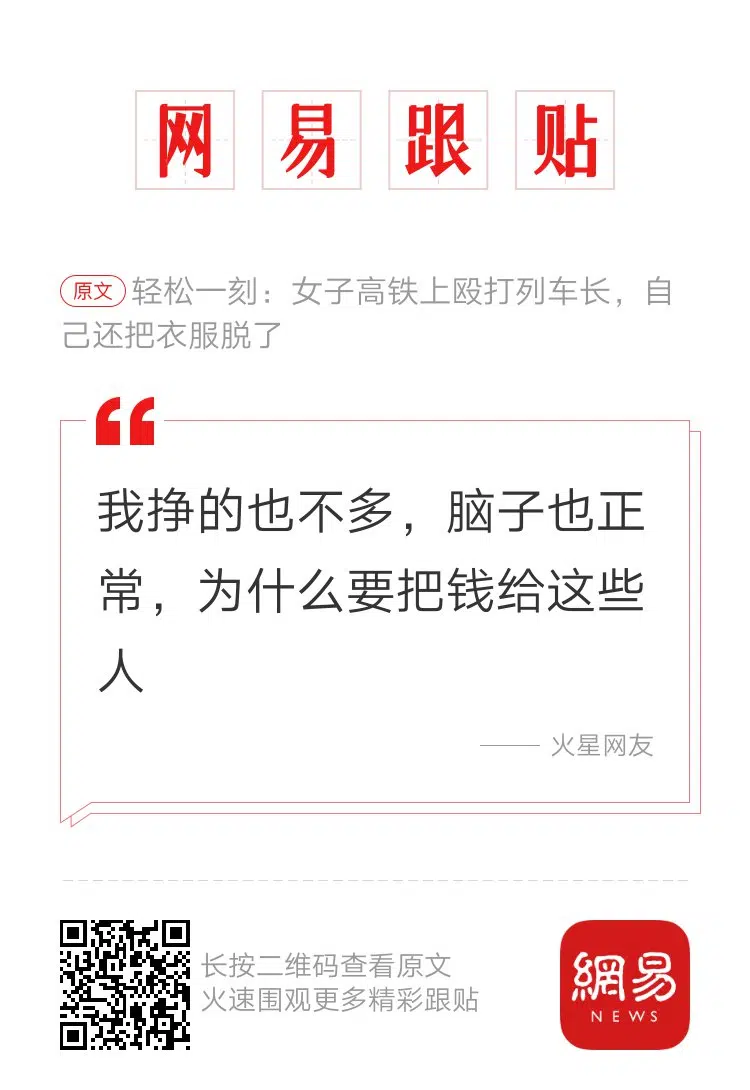 网易跟贴
原文 轻松一刻：女子高铁上殴打列车长，自
己还把衣服脱了
我挣的也不多，脑子也正
常，为什么要把钱给这些
人
—— 火星网友
长按二维码查看原文
火速围观更多精彩跟贴
網易
NEWS